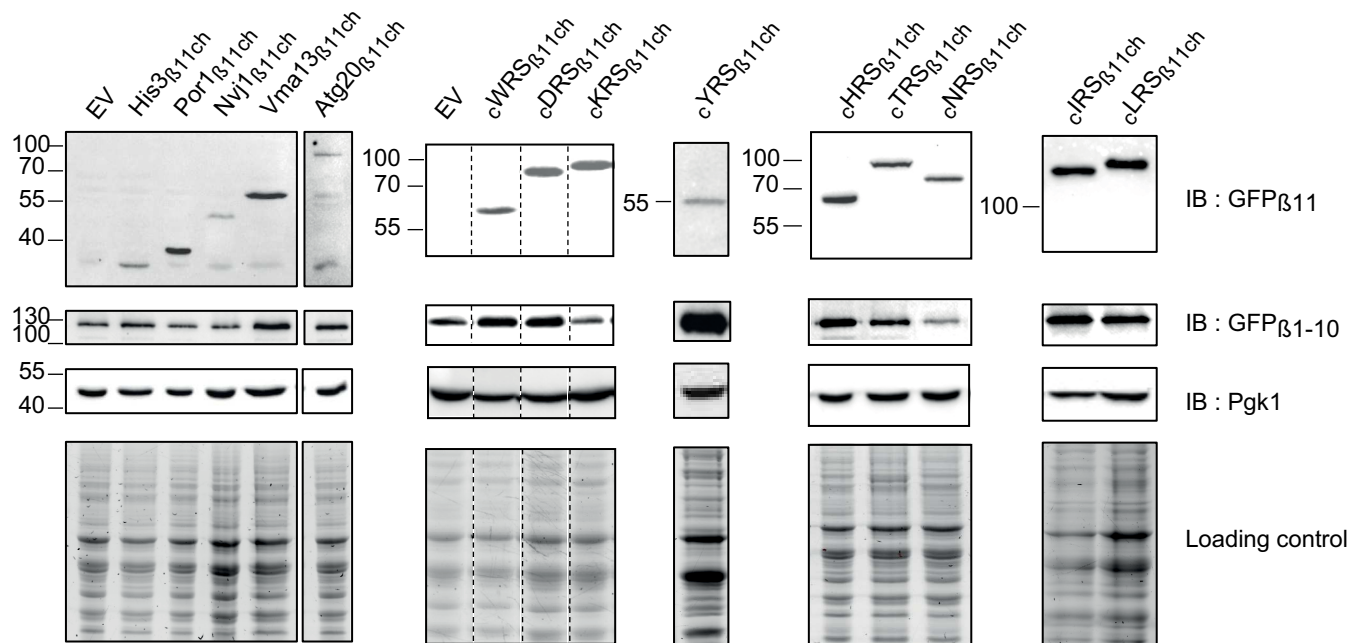 EV His3ß11ch Por1ß11ch Nvj1ß11ch Vma13ß11ch Atg20ß11ch
EV cWRSß11ch cDRSß11ch cKRSß11ch
cYRSß11ch
cHRSß11ch cTRSß11ch cNRSß11ch
cIRSß11ch cLRSß11ch
100
70
55
40
100
70
55
55
100
70
55
100
IB : GFPß11
130
100
IB : GFPß1-10
55
40
IB : Pgk1
Loading control